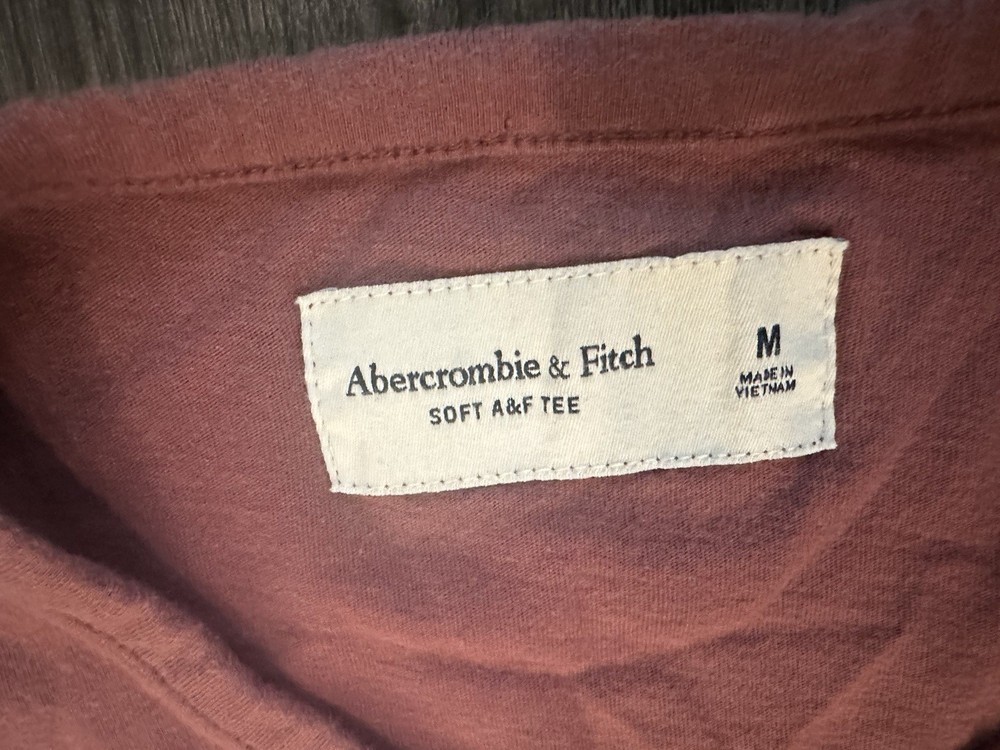 Abercrombie & Fitch
SOFT A&F TEE
M
MADE IN
VIETNAM